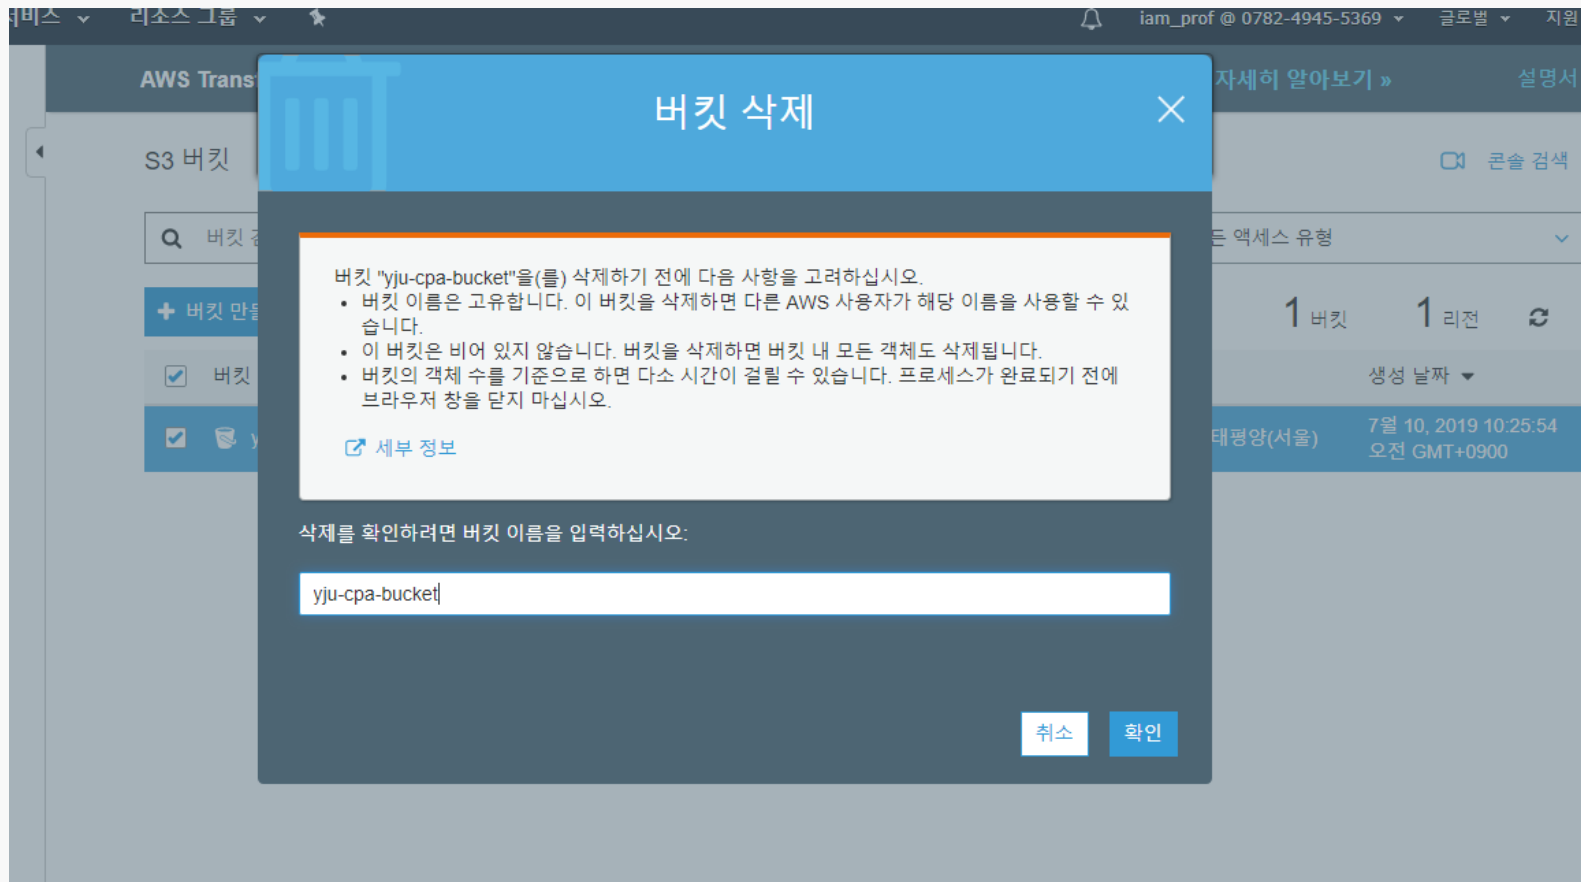 리소스 그룹
iam_prof @ 0782-4945-5369
글로벌
지원
AWS
자세히 알아보기 »
설명서
버킷 삭제
S3 버킷
콘솔 검색
버킷
액세스 유형
버킷 "yju-cpa-bucket"을(를) 삭제하기 전에 다음 사항을 고려하십시오.
• 버킷 이름은 고유합니다. 이 버킷을 삭제하면 다른 AWS 사용자가 해당 이름을 사용할 수 있
습니다.
• 이 버킷은 비어 있지 않습니다. 버킷을 삭제하면 버킷 내 모든 객체도 삭제됩니다.
• 버킷의 객체 수를 기준으로 하면 다소 시간이 걸릴 수 있습니다. 프로세스가 완료되기 전에
브라우저 창을 닫지 마십시오.
세부 정보
버킷
1 버킷
1 리전
버킷
생성 날짜
태평양(서울)
7월 10, 2019 10:25:54
오전 GMT+0900
삭제를 확인하려면 버킷 이름을 입력하십시오:
yju-cpa-bucket
취소
확인